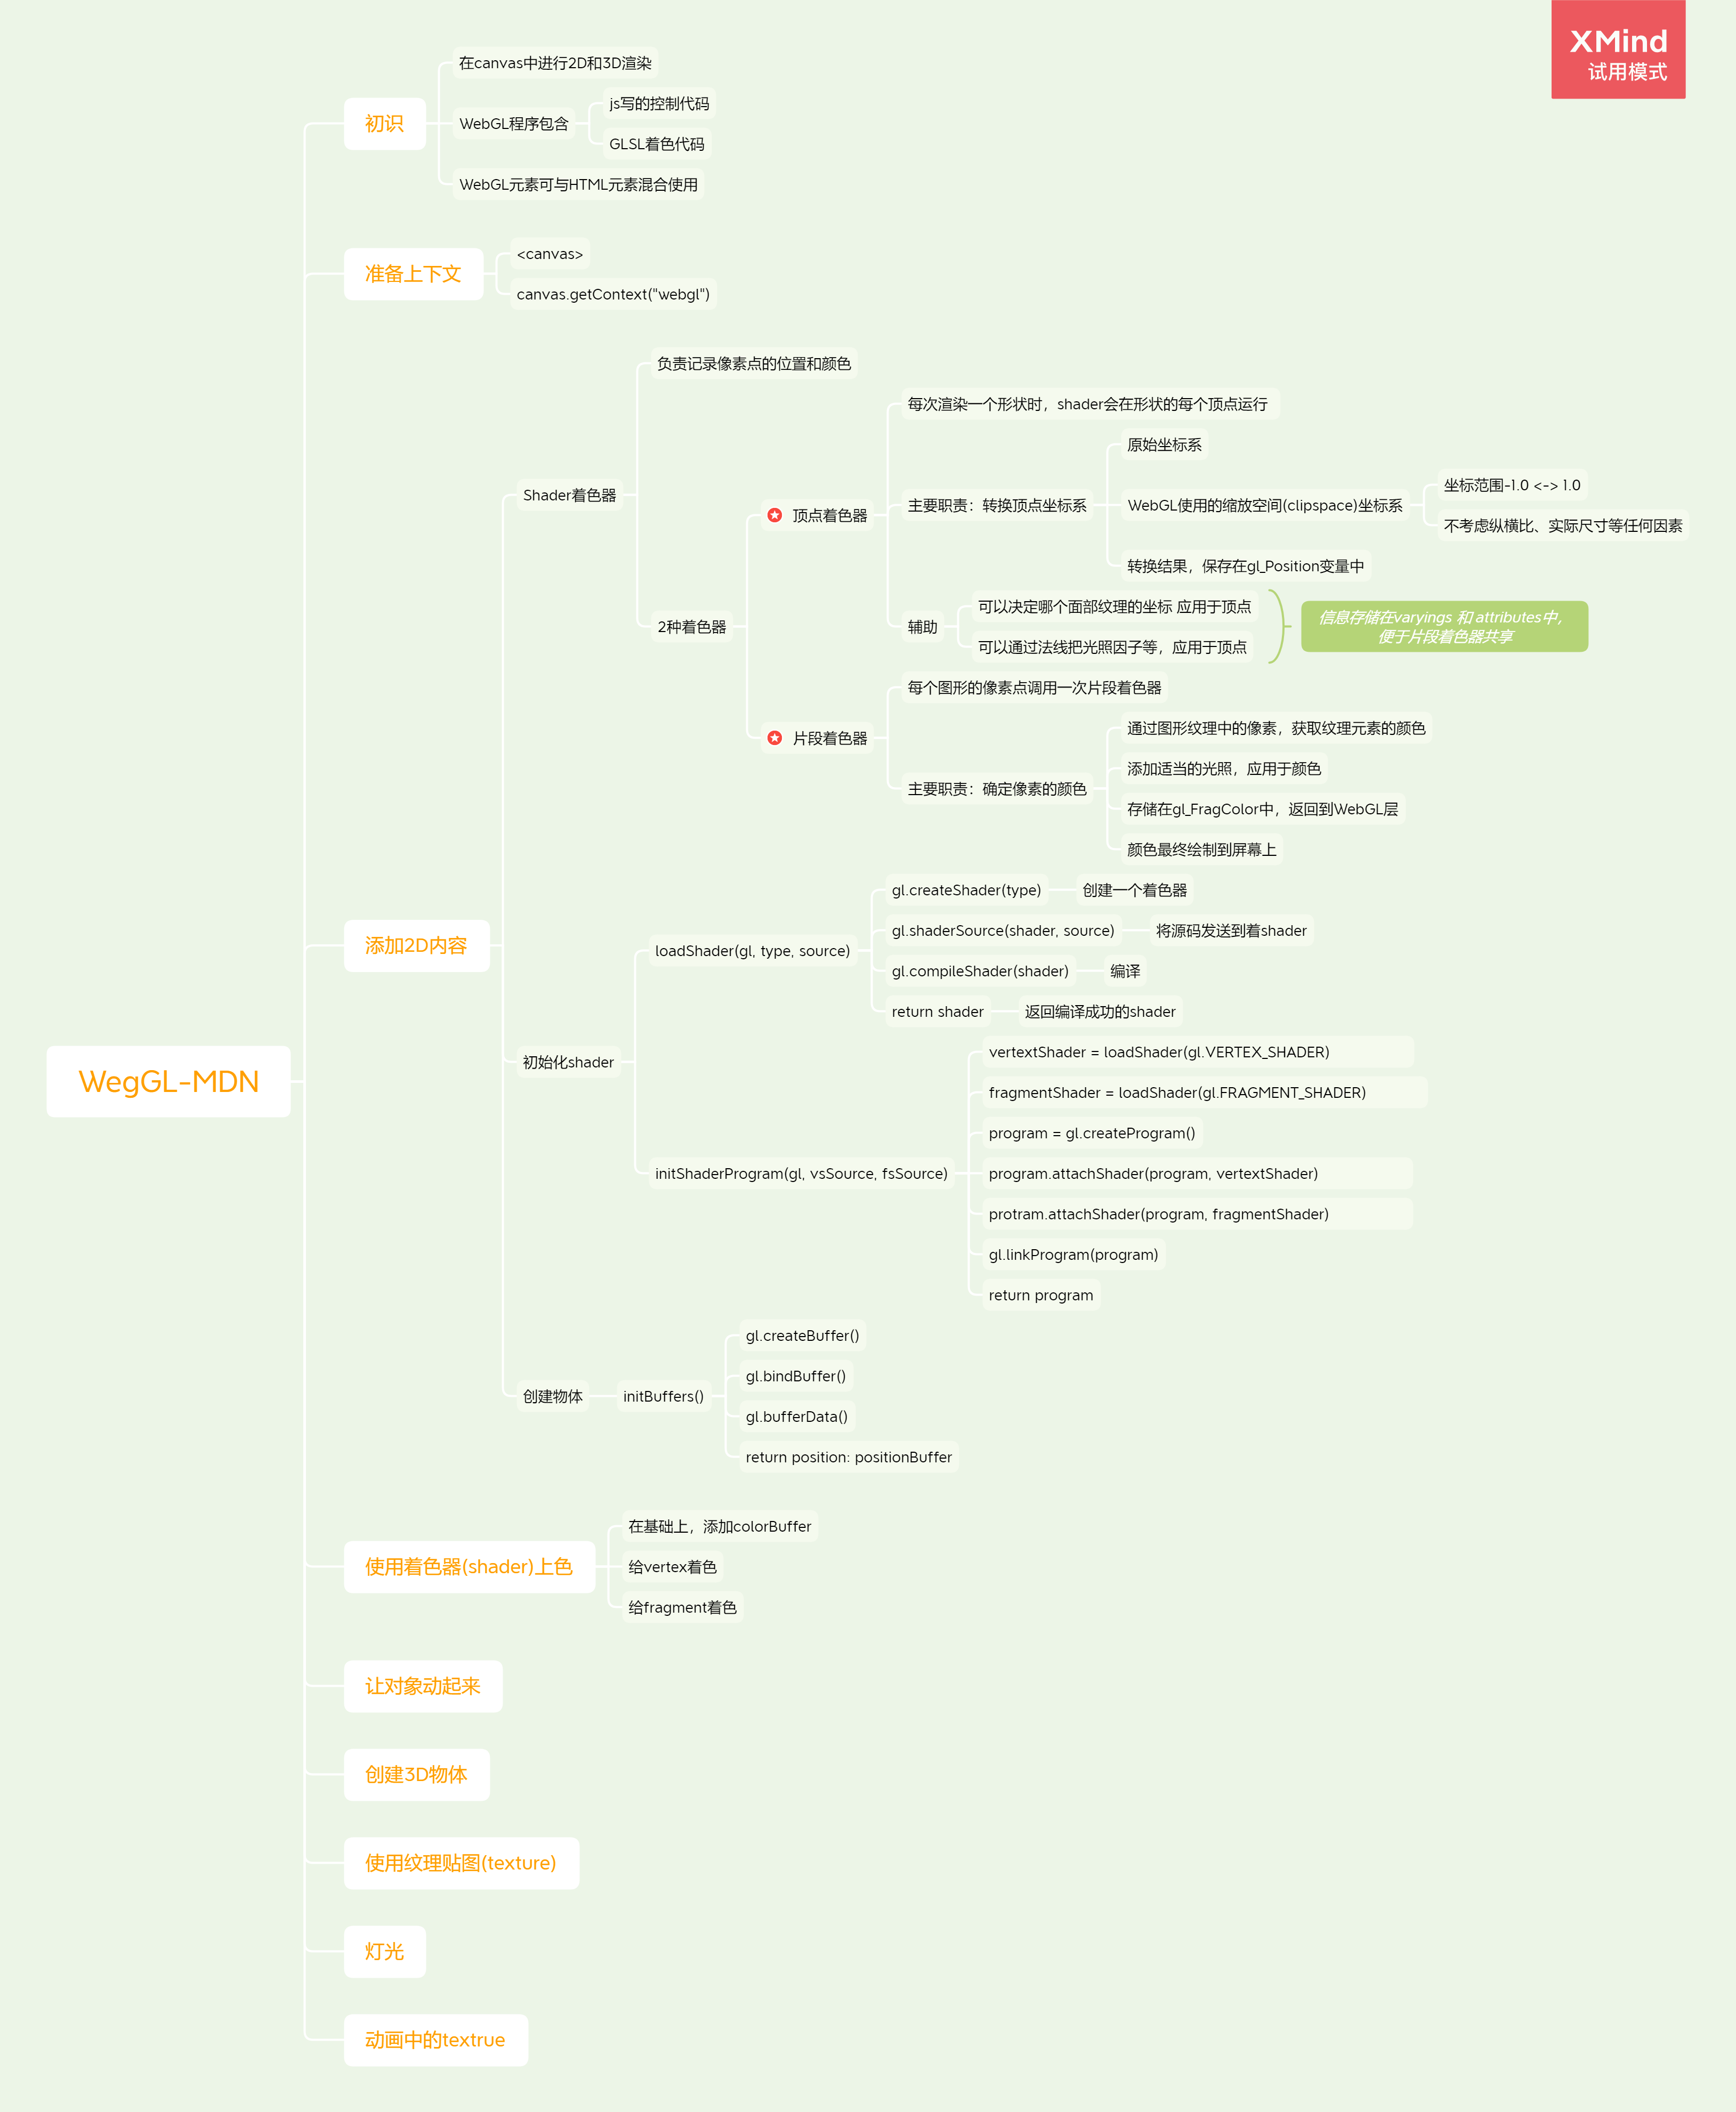 XMind
试用模式
WegGL-MDN
初识
在canvas中进行2D和3D渲染
WebGL程序包含
js写的控制代码
GLSL着色代码
WebGL元素可与HTML元素混合使用
准备上下文
<canvas>
canvas.getContext("webgl")
添加2D内容
Shader着色器
负责记录像素点的位置和颜色
2种着色器
顶点着色器
每次渲染一个形状时，shader会在形状的每个顶点运行
主要职责：转换顶点坐标系
原始坐标系
WebGL使用的缩放空间(clipspace)坐标系
坐标范围-1.0 <-> 1.0
不考虑纵横比、实际尺寸等任何因素
转换结果，保存在gl_Position变量中
辅助
可以决定哪个面部纹理的坐标 应用于顶点
可以通过法线把光照因子等，应用于顶点
信息存储在varyings 和 attributes中，
便于片段着色器共享
片段着色器
每个图形的像素点调用一次片段着色器
主要职责：确定像素的颜色
通过图形纹理中的像素，获取纹理元素的颜色
添加适当的光照，应用于颜色
存储在gl_FragColor中，返回到WebGL层
颜色最终绘制到屏幕上
初始化shader
loadShader(gl, type, source)
gl.createShader(type)
创建一个着色器
gl.shaderSource(shader, source)
将源码发送到着shader
gl.compileShader(shader)
编译
return shader
返回编译成功的shader
initShaderProgram(gl, vsSource, fsSource)
vertextShader = loadShader(gl.VERTEX_SHADER)
fragmentShader = loadShader(gl.FRAGMENT_SHADER)
program = gl.createProgram()
program.attachShader(program, vertextShader)
protram.attachShader(program, fragmentShader)
gl.linkProgram(program)
return program
创建物体
initBuffers()
gl.createBuffer()
gl.bindBuffer()
gl.bufferData()
return position: positionBuffer
使用着色器(shader)上色
在基础上，添加colorBuffer
给vertex着色
给fragment着色
让对象动起来
创建3D物体
使用纹理贴图(texture)
灯光
动画中的textrue